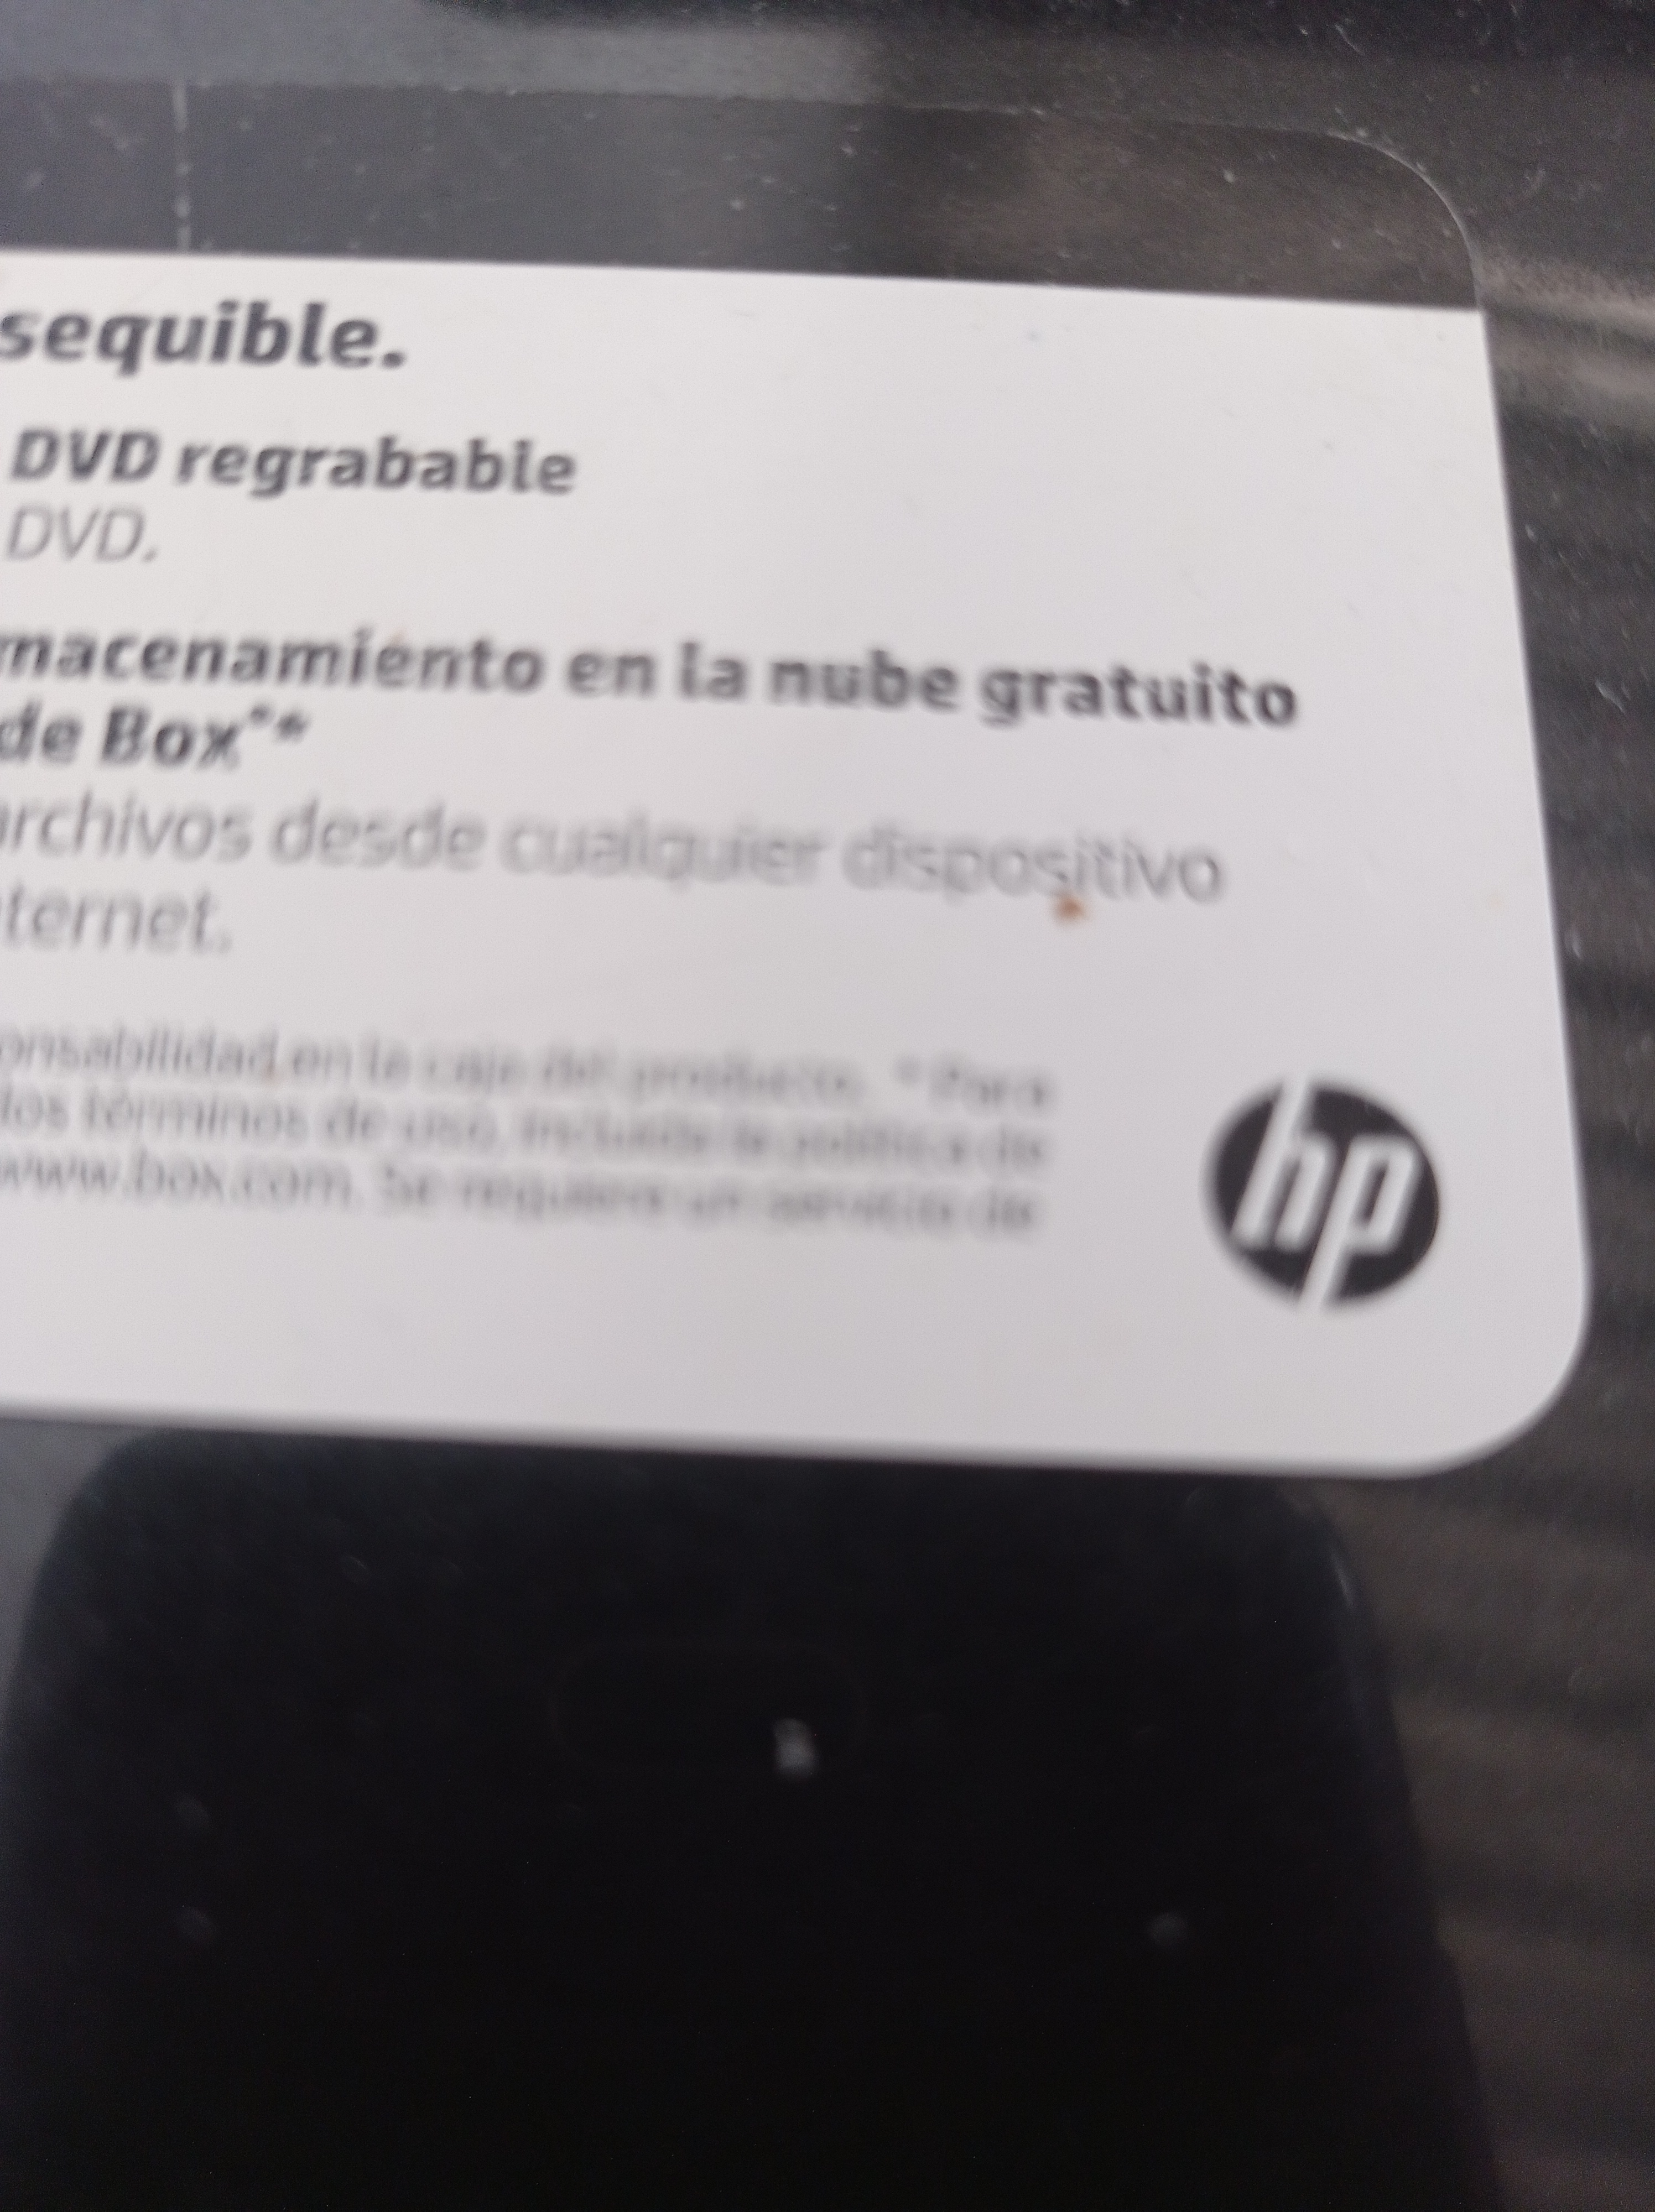 sequible.
DVD regrabable
DVD.
macenamiento en la nube gratuito
de Box**
archivos desde cualquier dispositivo
ternet.
onsabilidad en la caja del producto. * Para
los términos de uso, incluida la política de
www.box.com. Se requiere un servicio de
hp